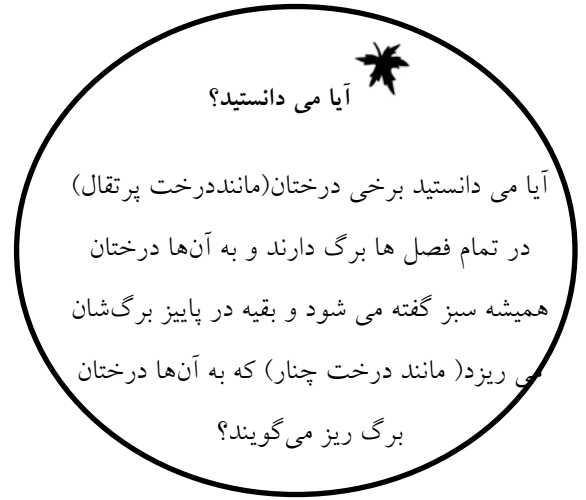 آیا می دانستید؟
آیا می دانستید برخی درختان(ماننددرخت پرتقال)
در تمام فصل ها برگ دارند و به آن‌ها درختان
همیشه سبز گفته می شود و بقیه در پاییز برگ‌شان
می ریزد( مانند درخت چنار) که به آن‌ها درختان
برگ ریز می‌گویند؟